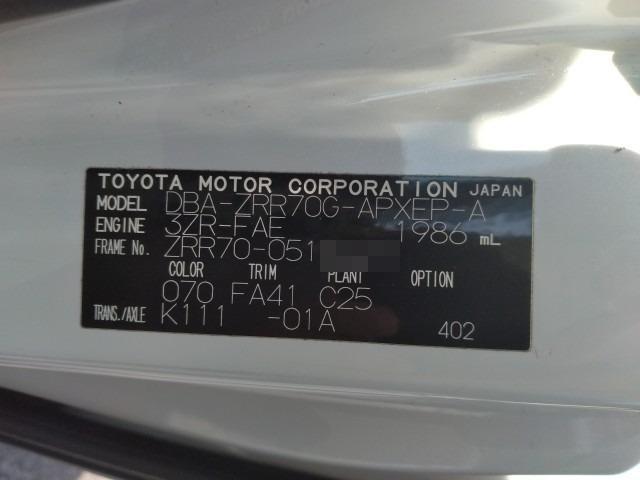 TOYOTA MOTOR CORPORATION JAPAN
MODEL DBA-ZRR70G-APXEP-A
ENGINE 3ZR-FAE 1986 mL
FRAME No. ZRR70-051
COLOR TRIM PLANT OPTION
070 FA41 C25
TRANS./AXLE K111 -01A 402